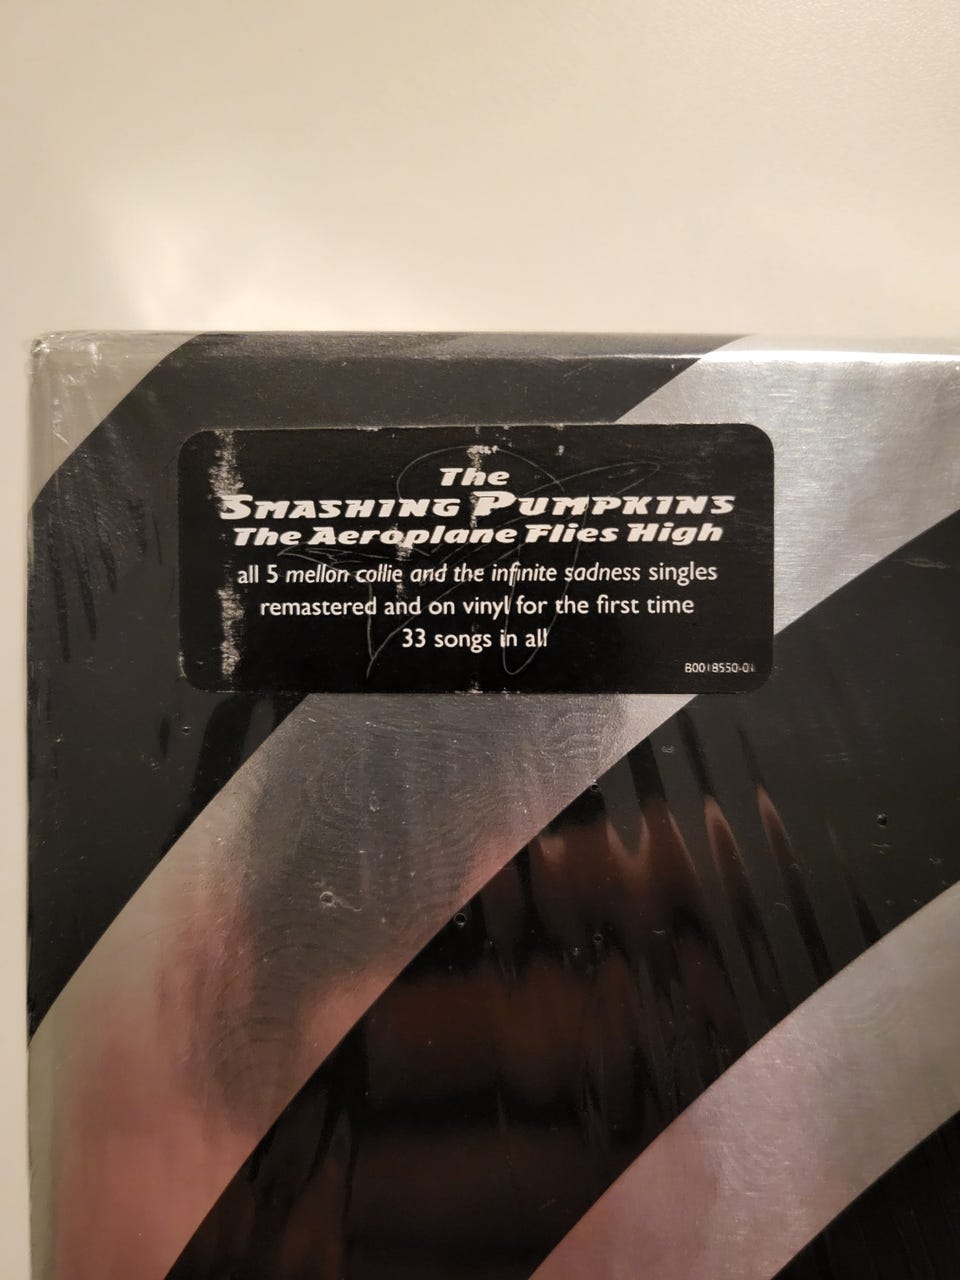 The
SMASHING PUMPKINS
The Aeroplane Flies High
all 5 mellon collie and the infinite sadness singles
remastered and on vinyl for the first time
33 songs in all
B0018550-01